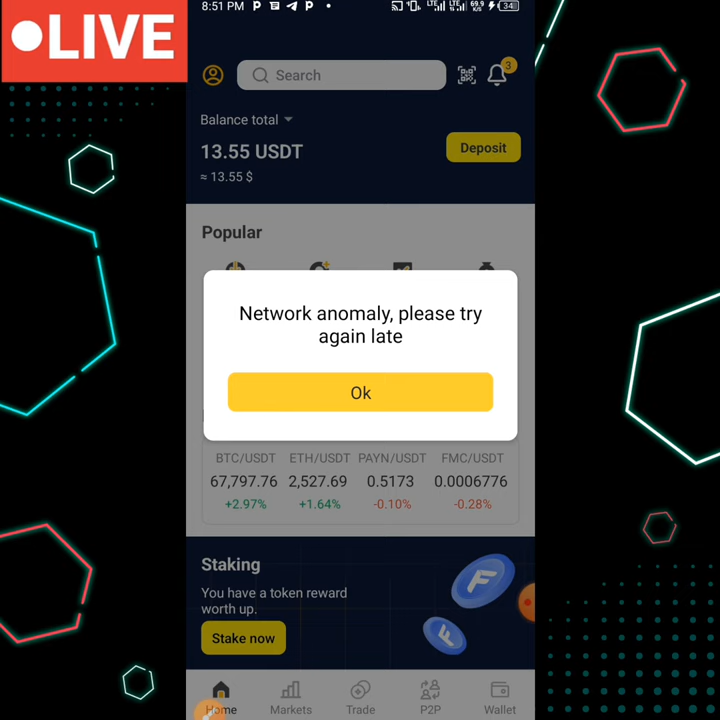 LIVE
8:51 PM
34
Search
3
Balance total
13.55 USDT
≈ 13.55 $
Deposit
Popular
Network anomaly, please try
again late
Ok
BTC/USDT ETH/USDT PAYN/USDT FMC/USDT
67,797.76 2,527.69 0.5173 0.0006776
+2.97% +1.64% -0.10% -0.28%
Staking
You have a token reward
worth up.
Stake now
Home Markets Trade P2P Wallet